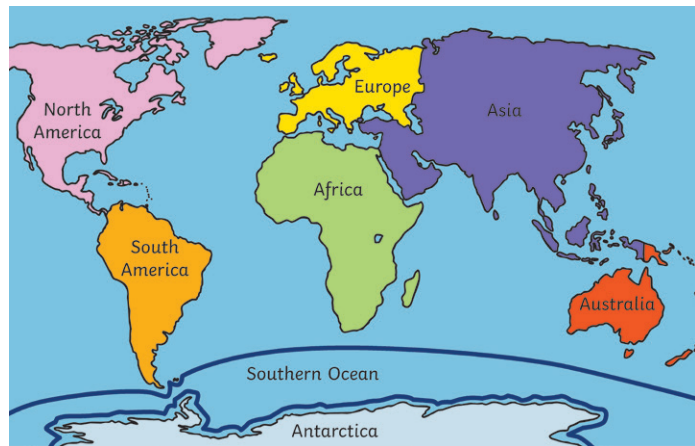 North
America
Europe
Asia
Africa
South
America
Australia
Southern Ocean
Antarctica